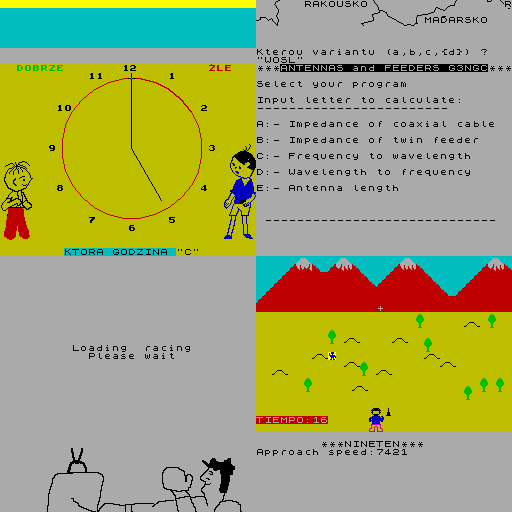 RAKOUSKO
R
MAĎARSKO
Kterou variantu (a,b,c,{d}) ?
"WOSL"
***ANTENNAS and FEEDERS G3NGC***
Select your program
Input letter to calculate:
A:- Impedance of coaxial cable
B:- Impedance of twin feeder
C:- Frequency to wavelength
D:- Wavelength to frequency
E:- Antenna length
DOBRZE
ZLE
12
11
1
10
2
9
3
8
4
7
5
6
KTORA GODZINA "C"
Loading racing
Please wait
TIEMPO:16
***NINETEN***
Approach speed:7421